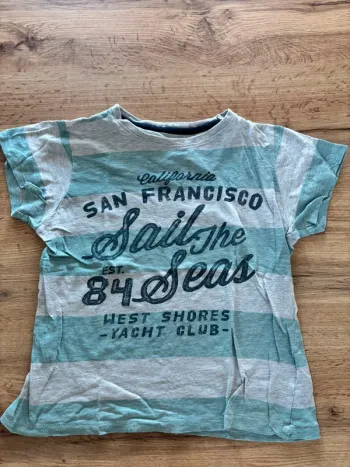 California
SAN FRANCISCO
Sail The
EST.
84 Seas
WEST SHORES
-YACHT CLUB-